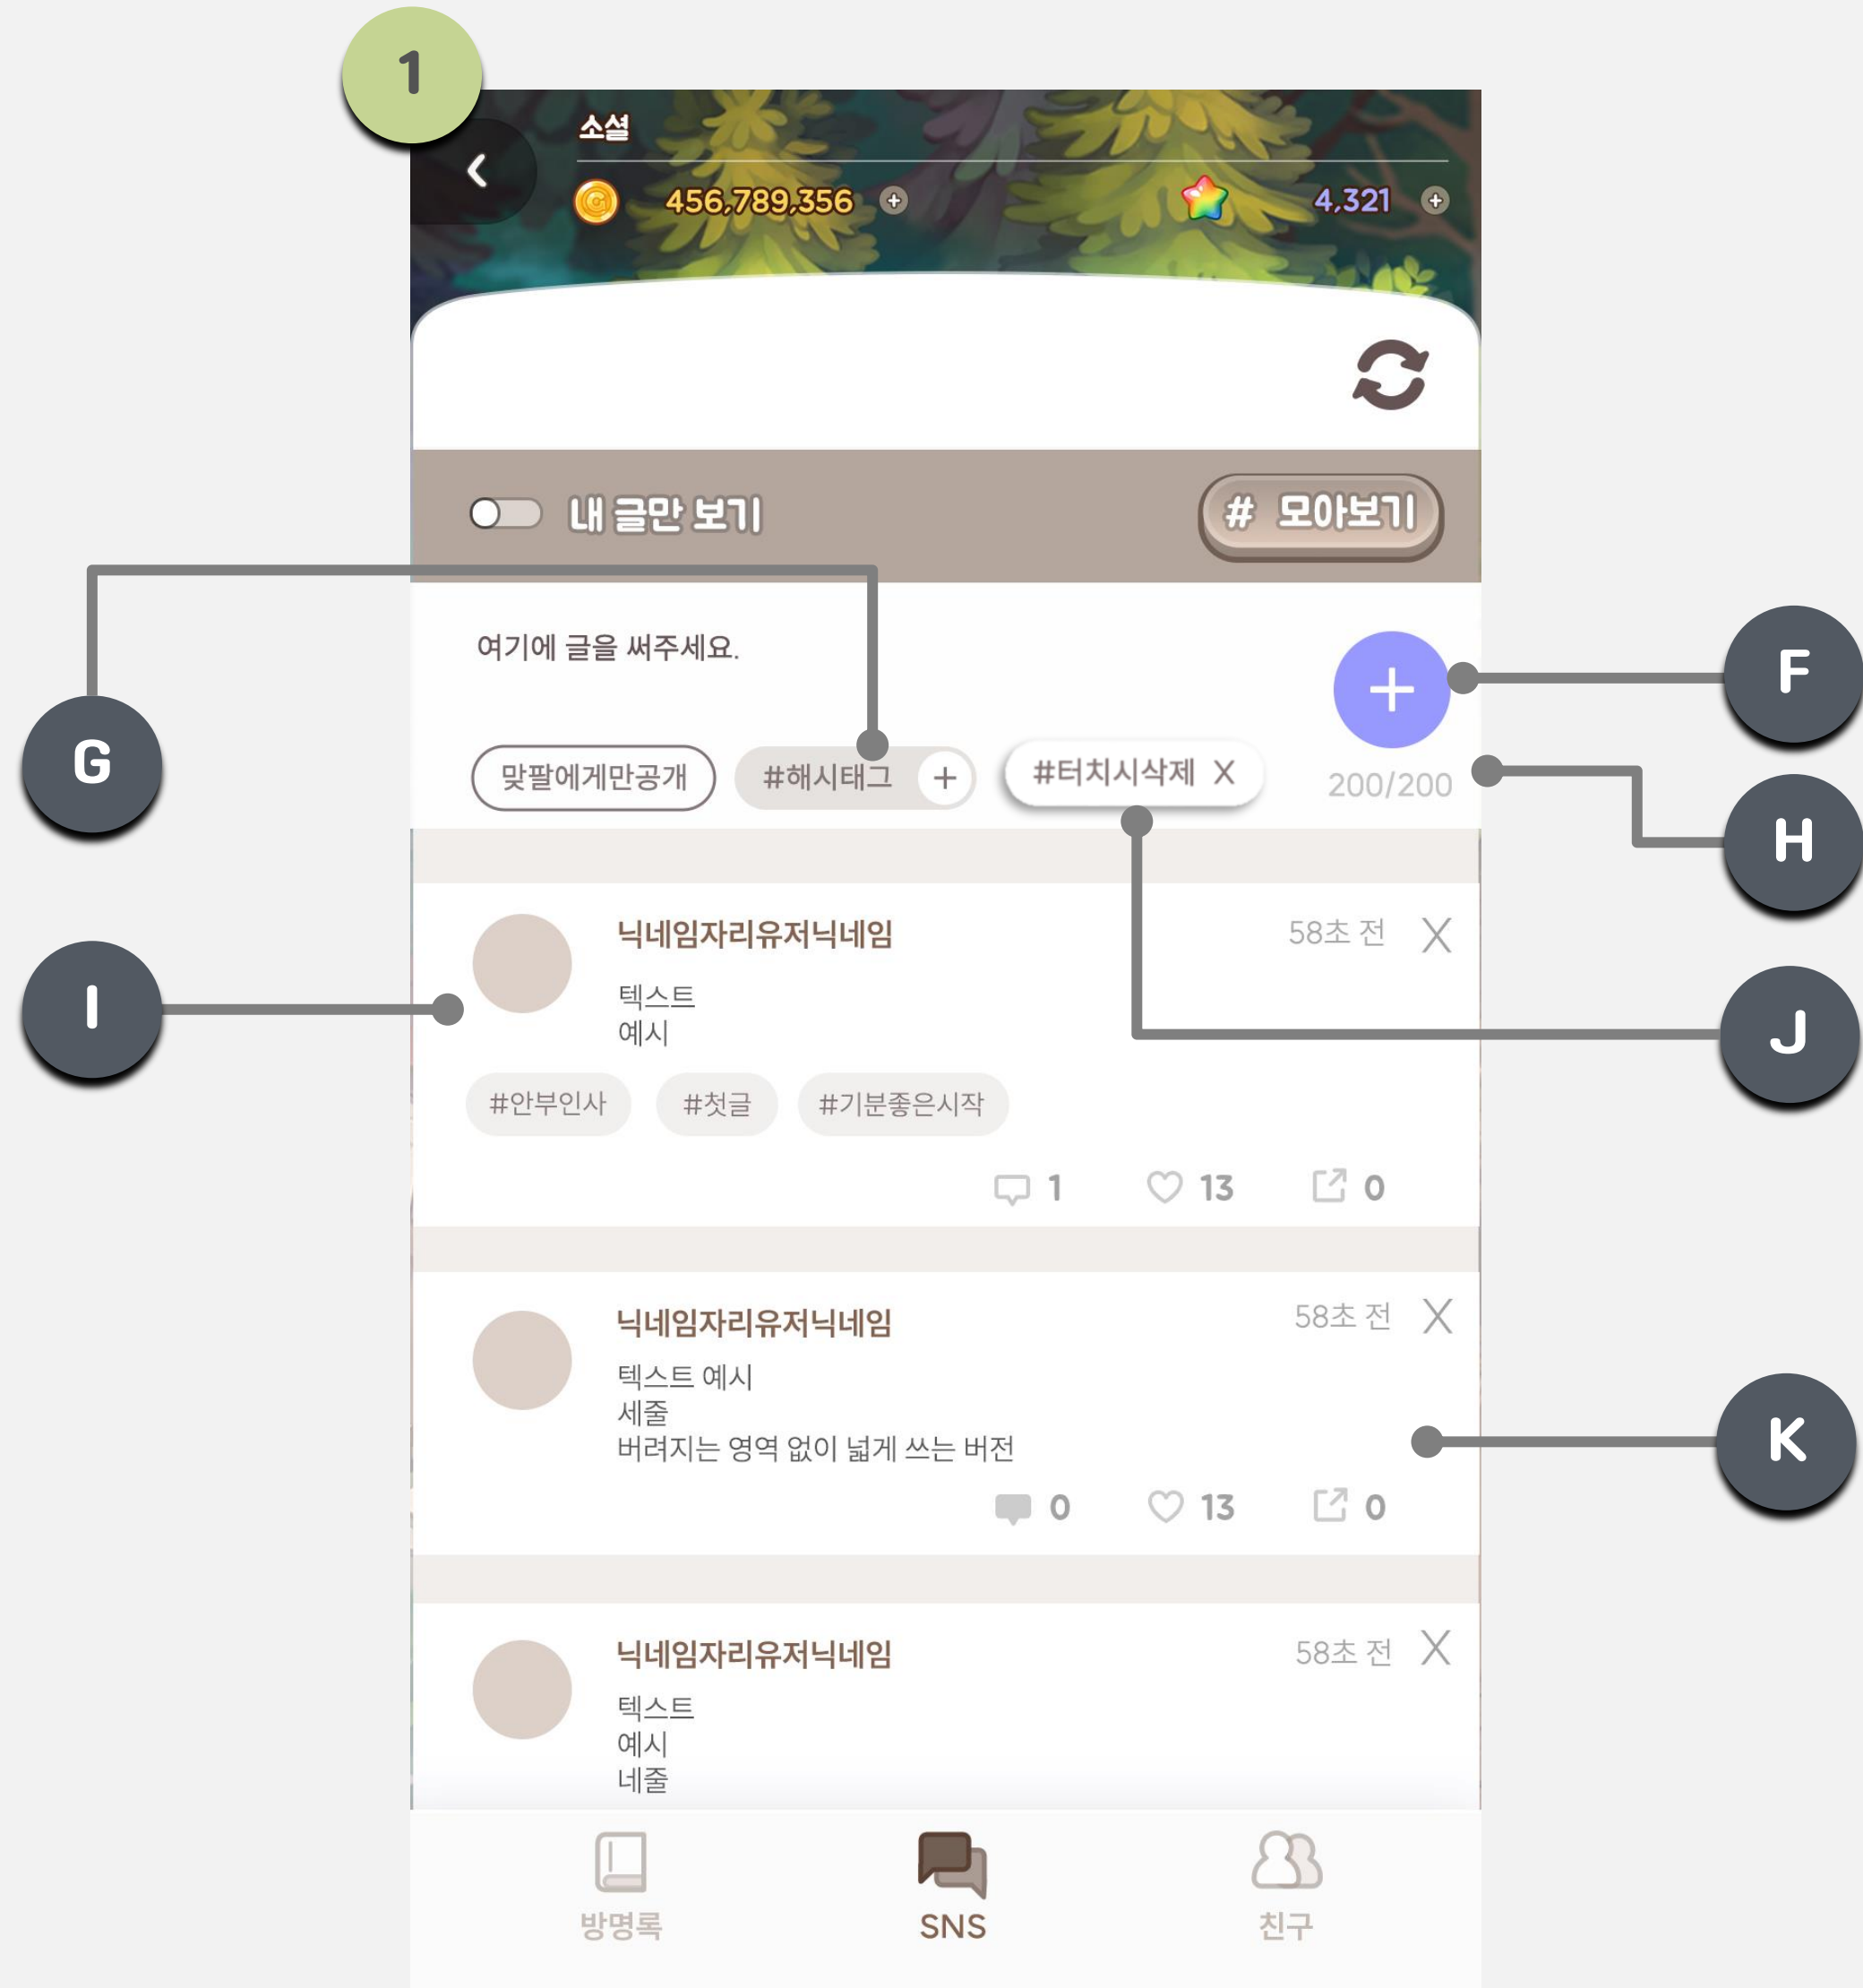 1
소셜
456,789,356
4,321
내 글만 보기
# 모아보기
여기에 글을 써주세요.
F
G
맞팔에게만공개
#해시태그 +
#터치시삭제 X
200/200
H
닉네임자리유저닉네임
58초 전 X
I
텍스트
예시
J
#안부인사 #첫글 #기분좋은시작
1 13 0
닉네임자리유저닉네임
58초 전 X
텍스트 예시
세줄
버려지는 영역 없이 넓게 쓰는 버전
K
0 13 0
닉네임자리유저닉네임
58초 전 X
텍스트
예시
네줄
방명록 SNS 친구